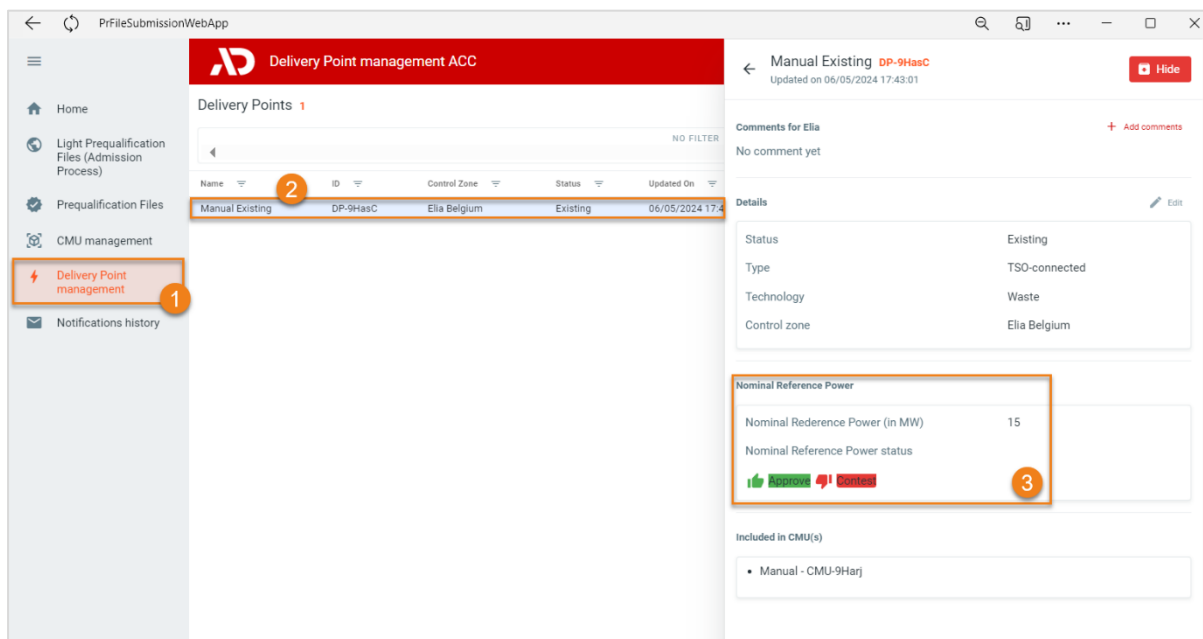 PrFileSubmissionWebApp
Home
Light Prequalification
Files (Admission
Process)
Prequalification Files
CMU management
Delivery Point
management
1
Notifications history
Delivery Point management ACC
Delivery Points 1
NO FILTER
Name ID Control Zone Status Updated On
2
Manual Existing DP-9HasC Elia Belgium Existing 06/05/2024 17:4
Manual Existing DP-9HasC
Updated on 06/05/2024 17:43:01
Hide
Comments for Elia + Add comments
No comment yet
Details Edit
Status Existing
Type TSO-connected
Technology Waste
Control zone Elia Belgium
Nominal Reference Power
Nominal Rederence Power (in MW) 15
Nominal Reference Power status
Approve Contest
3
Included in CMU(s)
• Manual - CMU-9Harj